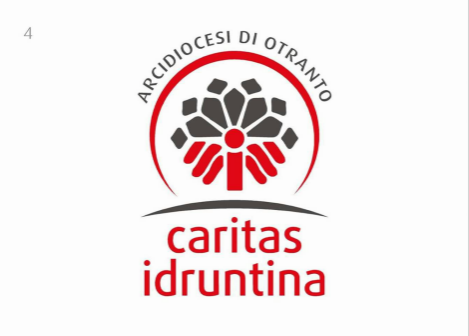 4
ARCIDIOCESI DI OTRANTO
caritas
idruntina